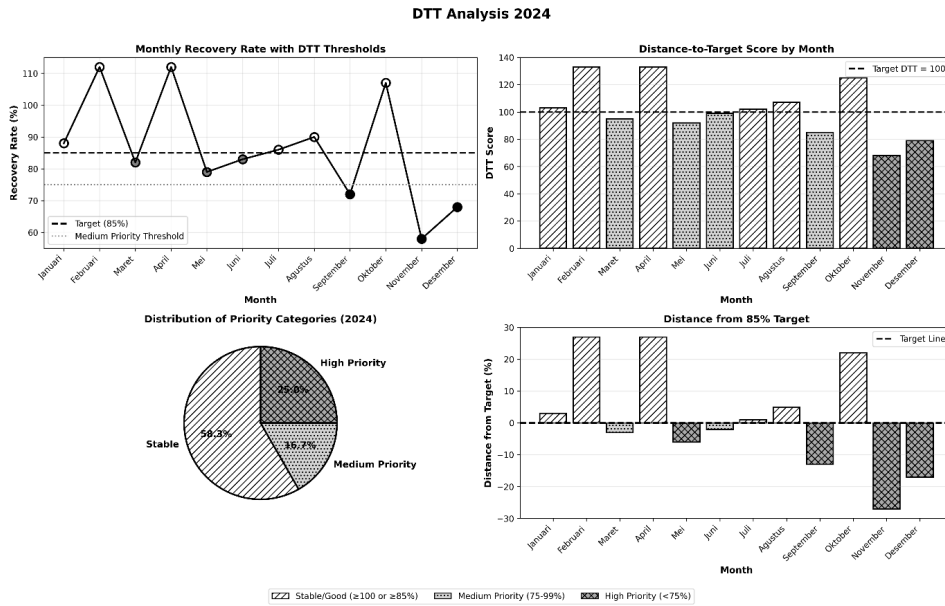 DTT Analysis 2024
Monthly Recovery Rate with DTT Thresholds
Recovery Rate (%)
110
100
90
80
70
60
Target (85%)
Medium Priority Threshold
Januari
Februari
Maret
April
Mei
Juni
Juli
Agustus
September
Oktober
November
Desember
Month
Distance-to-Target Score by Month
DTT Score
140
120
100
80
60
40
20
0
Target DTT = 100
Januari
Februari
Maret
April
Mei
Juni
Juli
Agustus
September
Oktober
November
Desember
Month
Distribution of Priority Categories (2024)
High Priority
25.0%
58.3%
Stable
16.7%
Medium Priority
Distance from 85% Target
Distance from Target (%)
30
20
10
0
−10
−20
−30
Target Line
Januari
Februari
Maret
April
Mei
Juni
Juli
Agustus
September
Oktober
November
Desember
Month
Stable/Good (≥100 or ≥85%)
Medium Priority (75-99%)
High Priority (<75%)